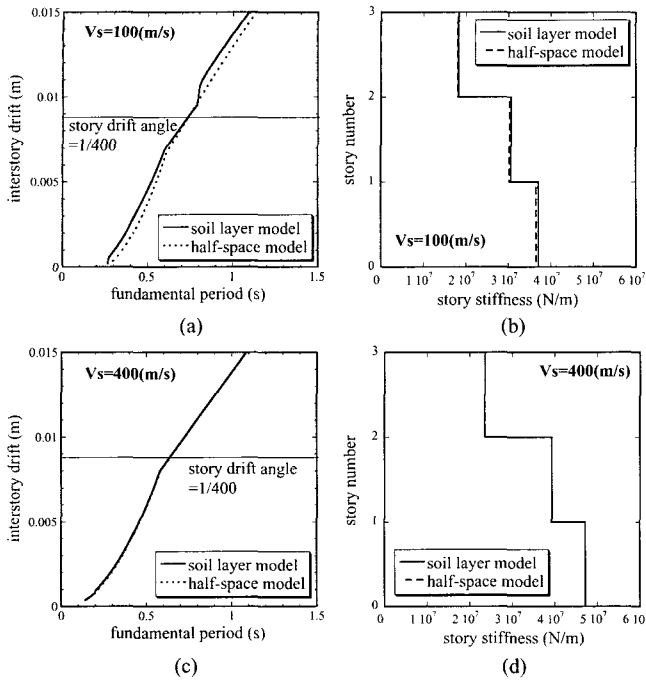 Vs=100(m/s)
0.015
0.01
0.005
0
interstory drift (m)
story drift angle
=1/400
soil layer model
half-space model
0 0.5 1 1.5
fundamental period (s)
(a)
3
2
1
0
story number
soil layer model
half-space model
Vs=100(m/s)
0 1 10⁷ 2 10⁷ 3 10⁷ 4 10⁷ 5 10⁷ 6 10⁷
story stiffness (N/m)
(b)
Vs=400(m/s)
0.015
0.01
0.005
0
interstory drift (m)
story drift angle
=1/400
soil layer model
half-space model
0 0.5 1 1.5
fundamental period (s)
(c)
Vs=400(m/s)
3
2
1
0
story number
soil layer model
half-space model
0 1 10⁷ 2 10⁷ 3 10⁷ 4 10⁷ 5 10⁷ 6 10⁷
story stiffness (N/m)
(d)